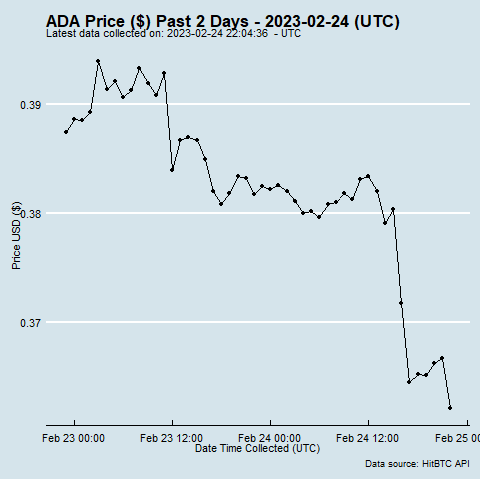 ADA Price ($) Past 2 Days - 2023-02-24 (UTC)
Latest data collected on: 2023-02-24 22:04:36  - UTC
0.39
0.38
0.37
Price USD ($)
Feb 23 00:00
Feb 23 12:00
Feb 24 00:00
Feb 24 12:00
Feb 25 00
Date Time Collected (UTC)
Data source: HitBTC API